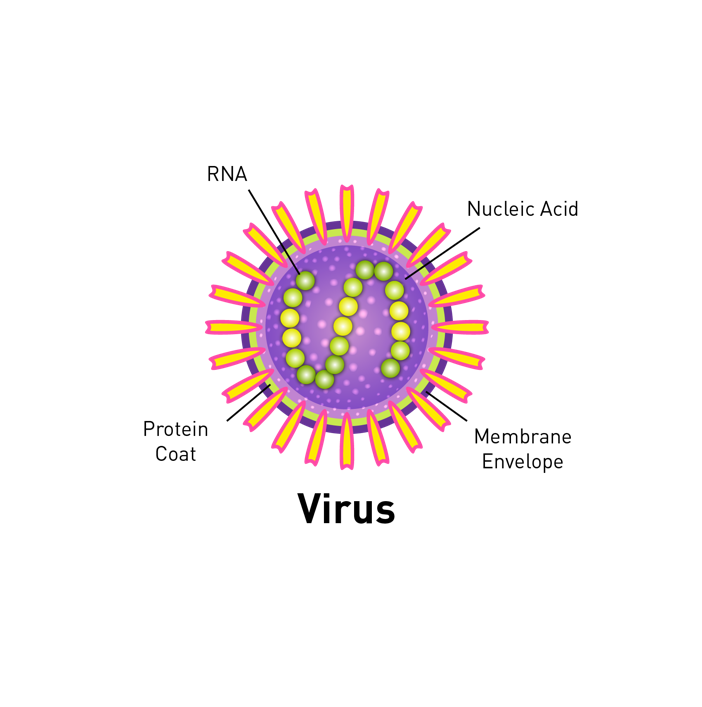 RNA
Nucleic Acid
Protein
Coat
Membrane
Envelope
Virus